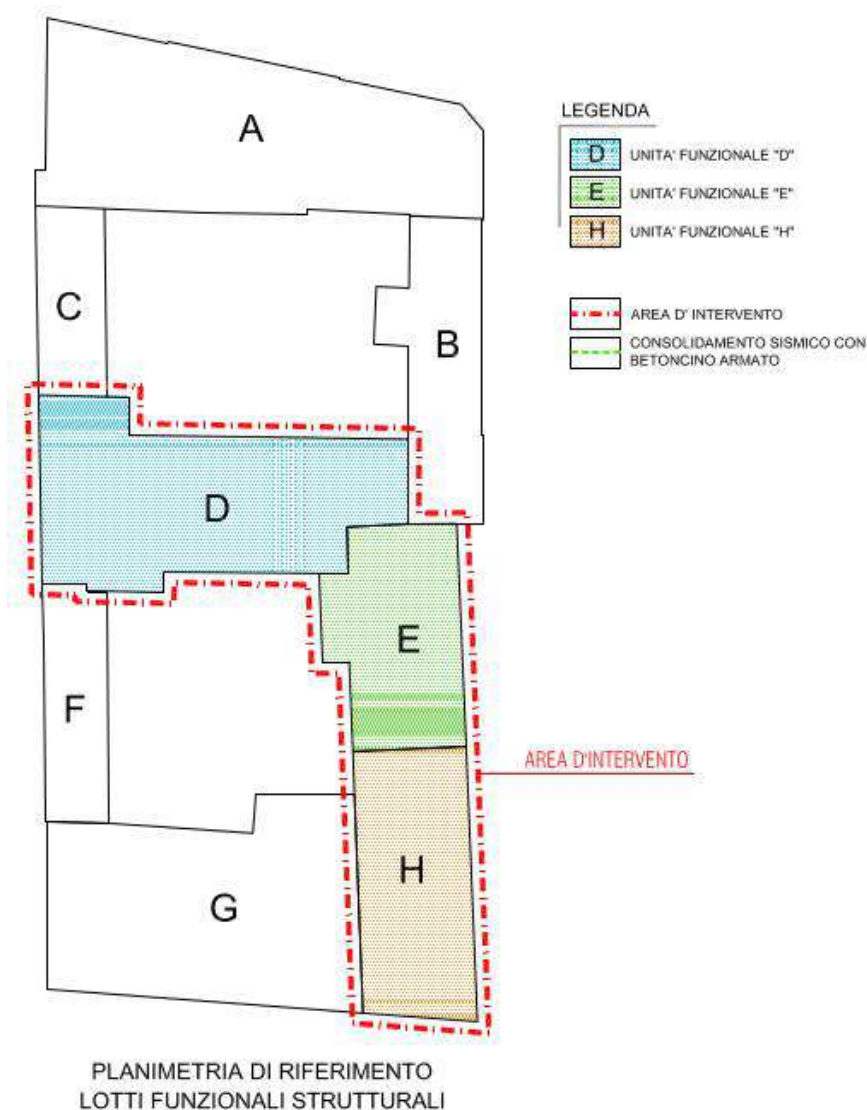 A
LEGENDA
D UNITA' FUNZIONALE "D"
E UNITA' FUNZIONALE "E"
H UNITA' FUNZIONALE "H"
C
B
AREA D' INTERVENTO
CONSOLIDAMENTO SISMICO CON
BETONCINO ARMATO
D
E
F
AREA D'INTERVENTO
H
G
PLANIMETRIA DI RIFERIMENTO
LOTTI FUNZIONALI STRUTTURALI